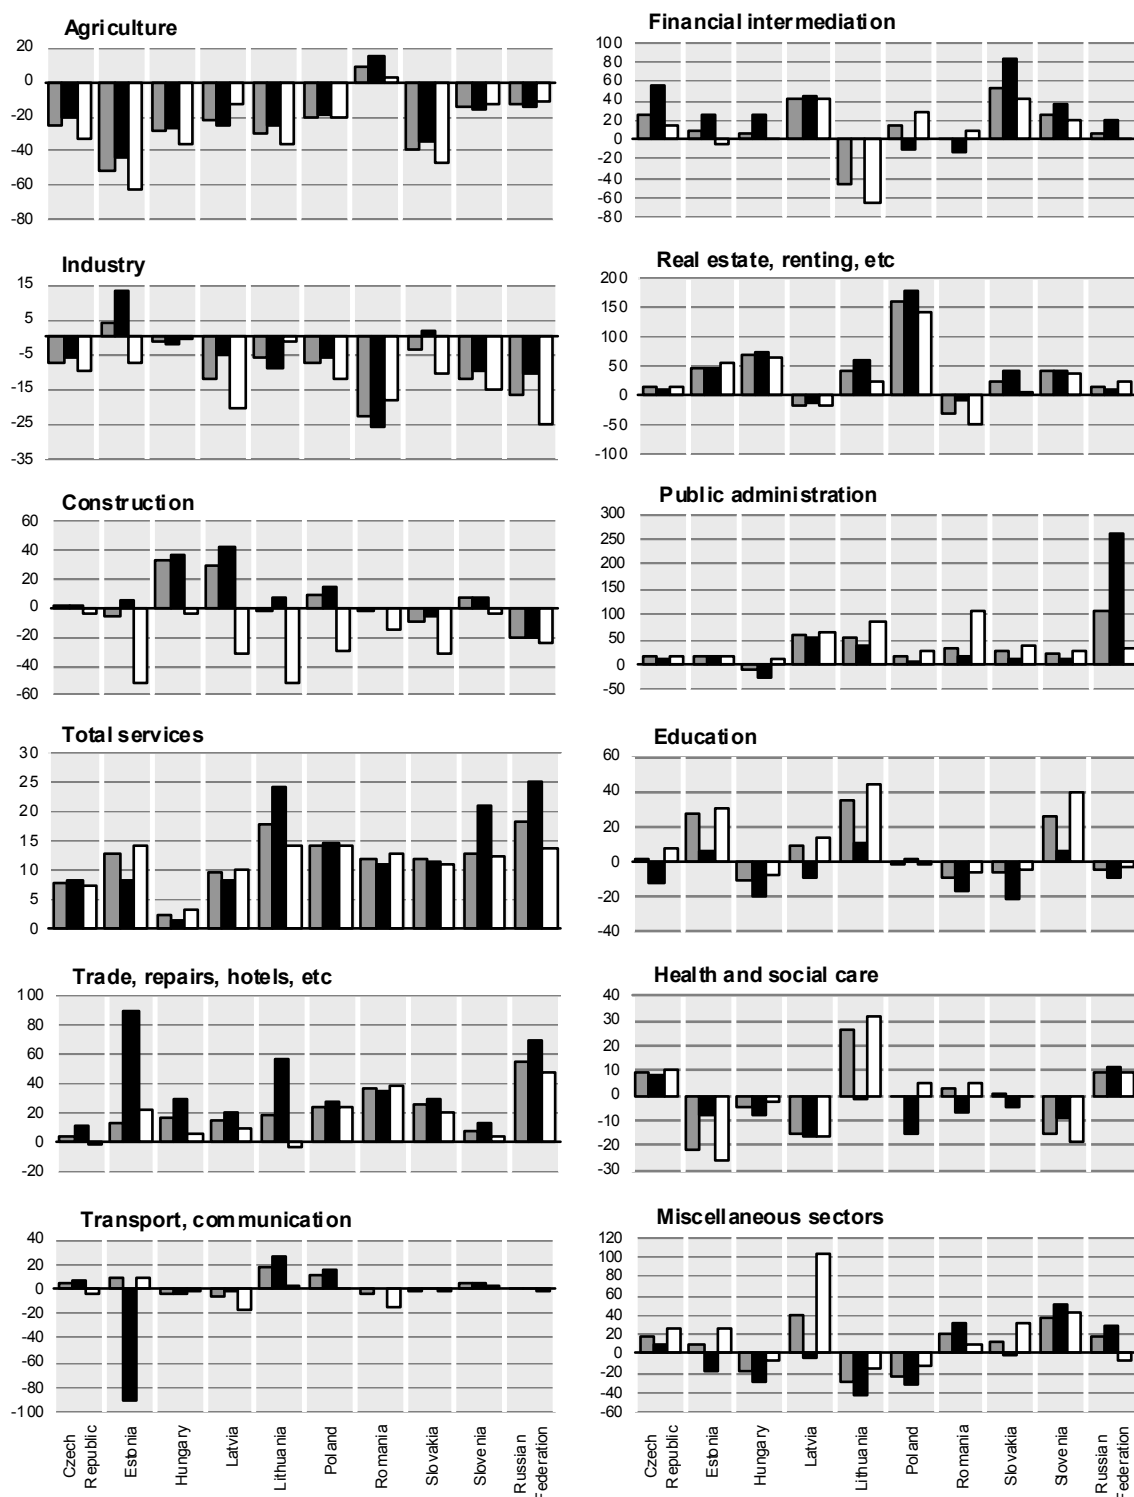 Agriculture
20
0
-20
-40
-60
-80
Industry
15
5
-5
-15
-25
-35
Construction
60
40
20
0
-20
-40
-60
Total services
30
25
20
15
10
5
0
Trade, repairs, hotels, etc
100
80
60
40
20
0
-20
Transport, communication
40
20
0
-20
-40
-60
-80
-100
Czech
Republic
Estonia
Hungary
Latvia
Lithuania
Poland
Romania
Slovakia
Slovenia
Russian
Federation
Financial intermediation
100
80
60
40
20
0
-20
-40
-60
-80
Real estate, renting, etc
200
150
100
50
0
-50
-100
Public administration
300
250
200
150
100
50
0
-50
Education
60
40
20
0
-20
-40
Health and social care
40
30
20
10
0
-10
-20
-30
Miscellaneous sectors
120
100
80
60
40
20
0
-20
-40
-60
Czech
Republic
Estonia
Hungary
Latvia
Lithuania
Poland
Romania
Slovakia
Slovenia
Russian
Federation